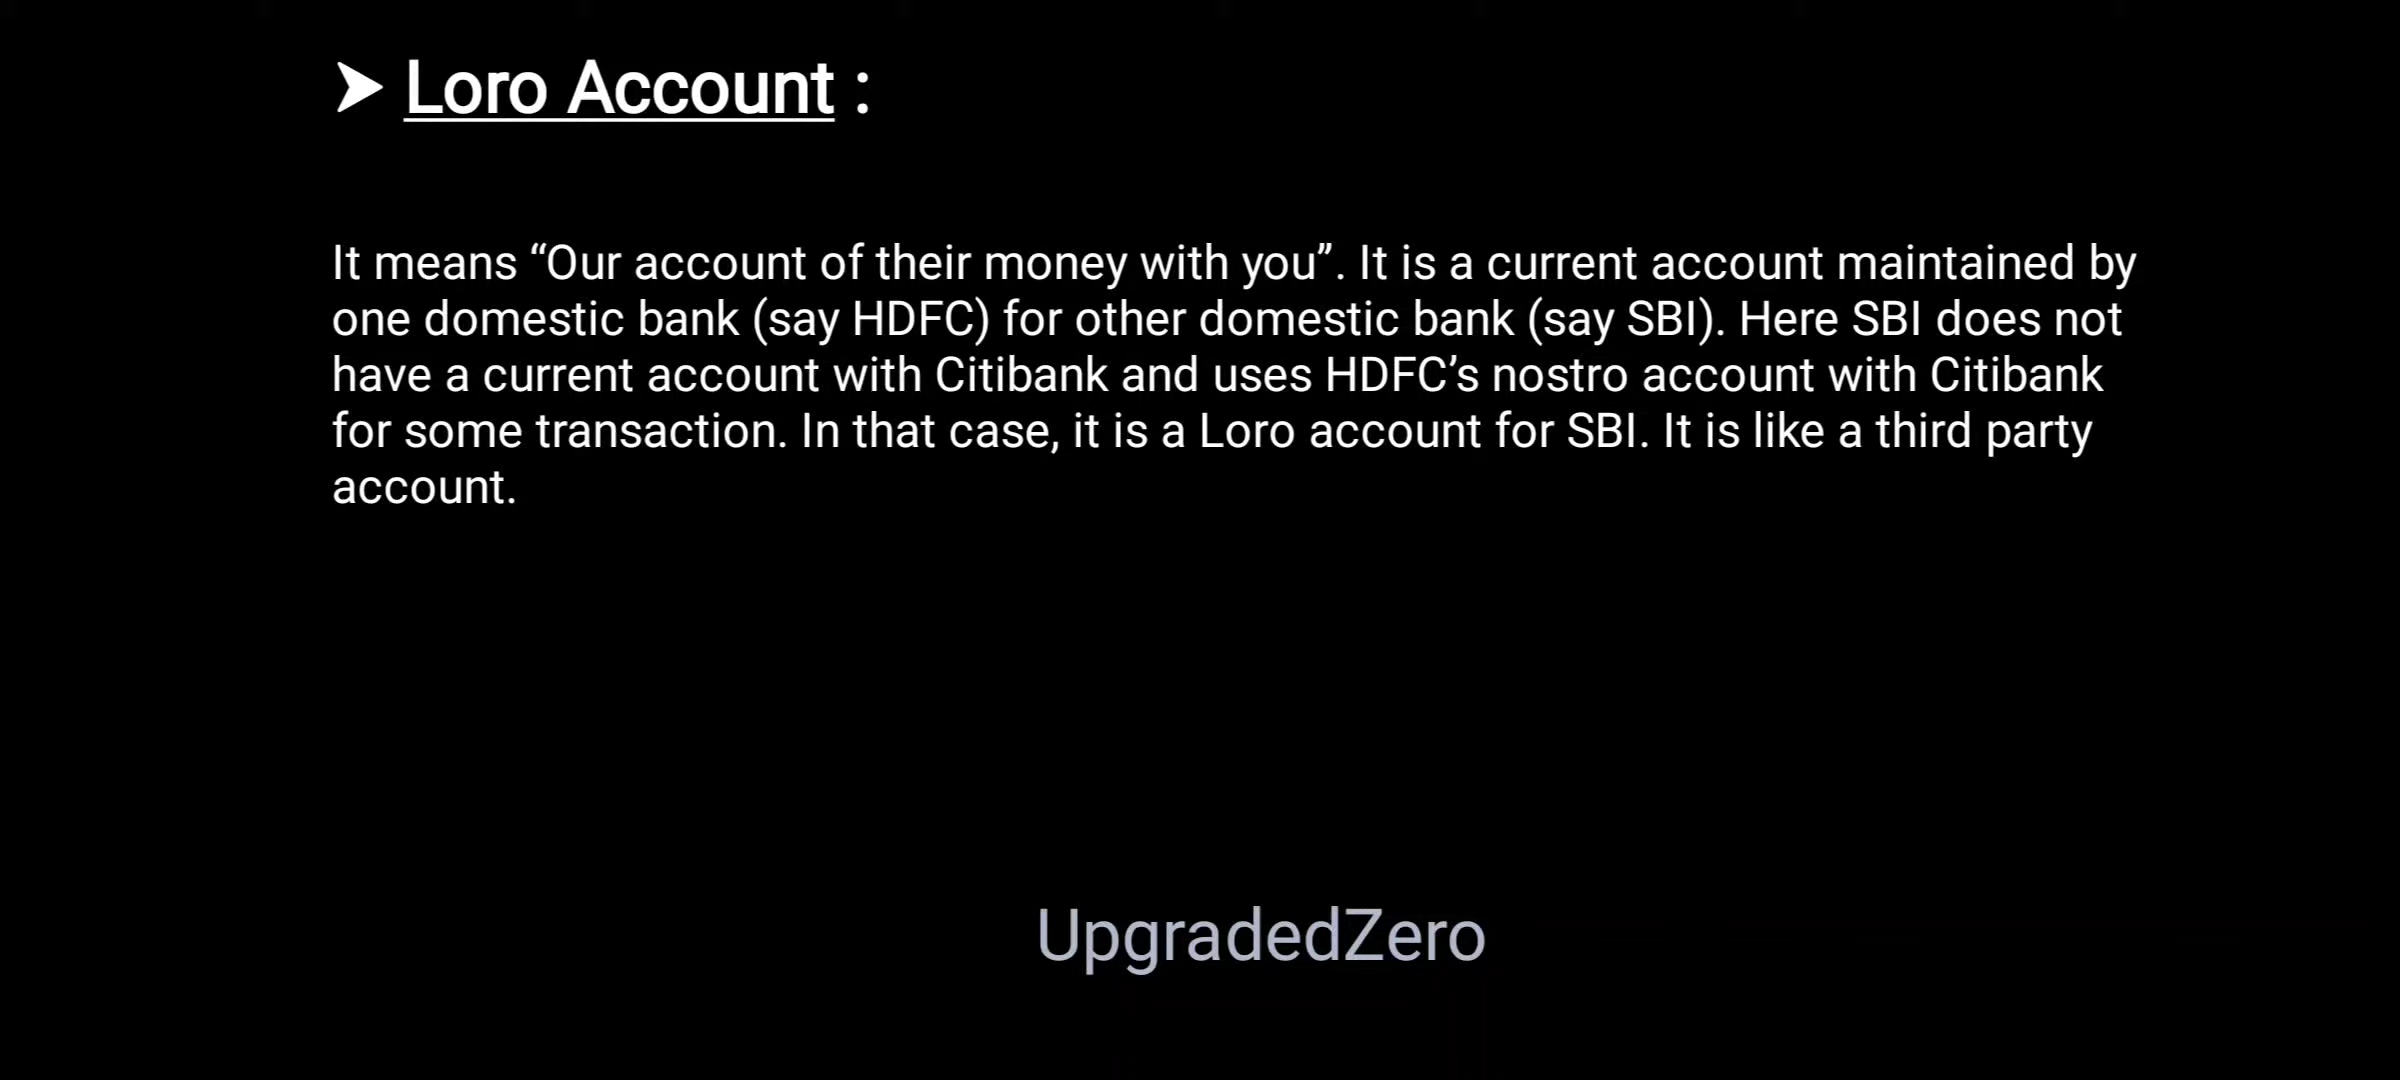 ➤ Loro Account :
It means “Our account of their money with you”. It is a current account maintained by
one domestic bank (say HDFC) for other domestic bank (say SBI). Here SBI does not
have a current account with Citibank and uses HDFC’s nostro account with Citibank
for some transaction. In that case, it is a Loro account for SBI. It is like a third party
account.
UpgradedZero